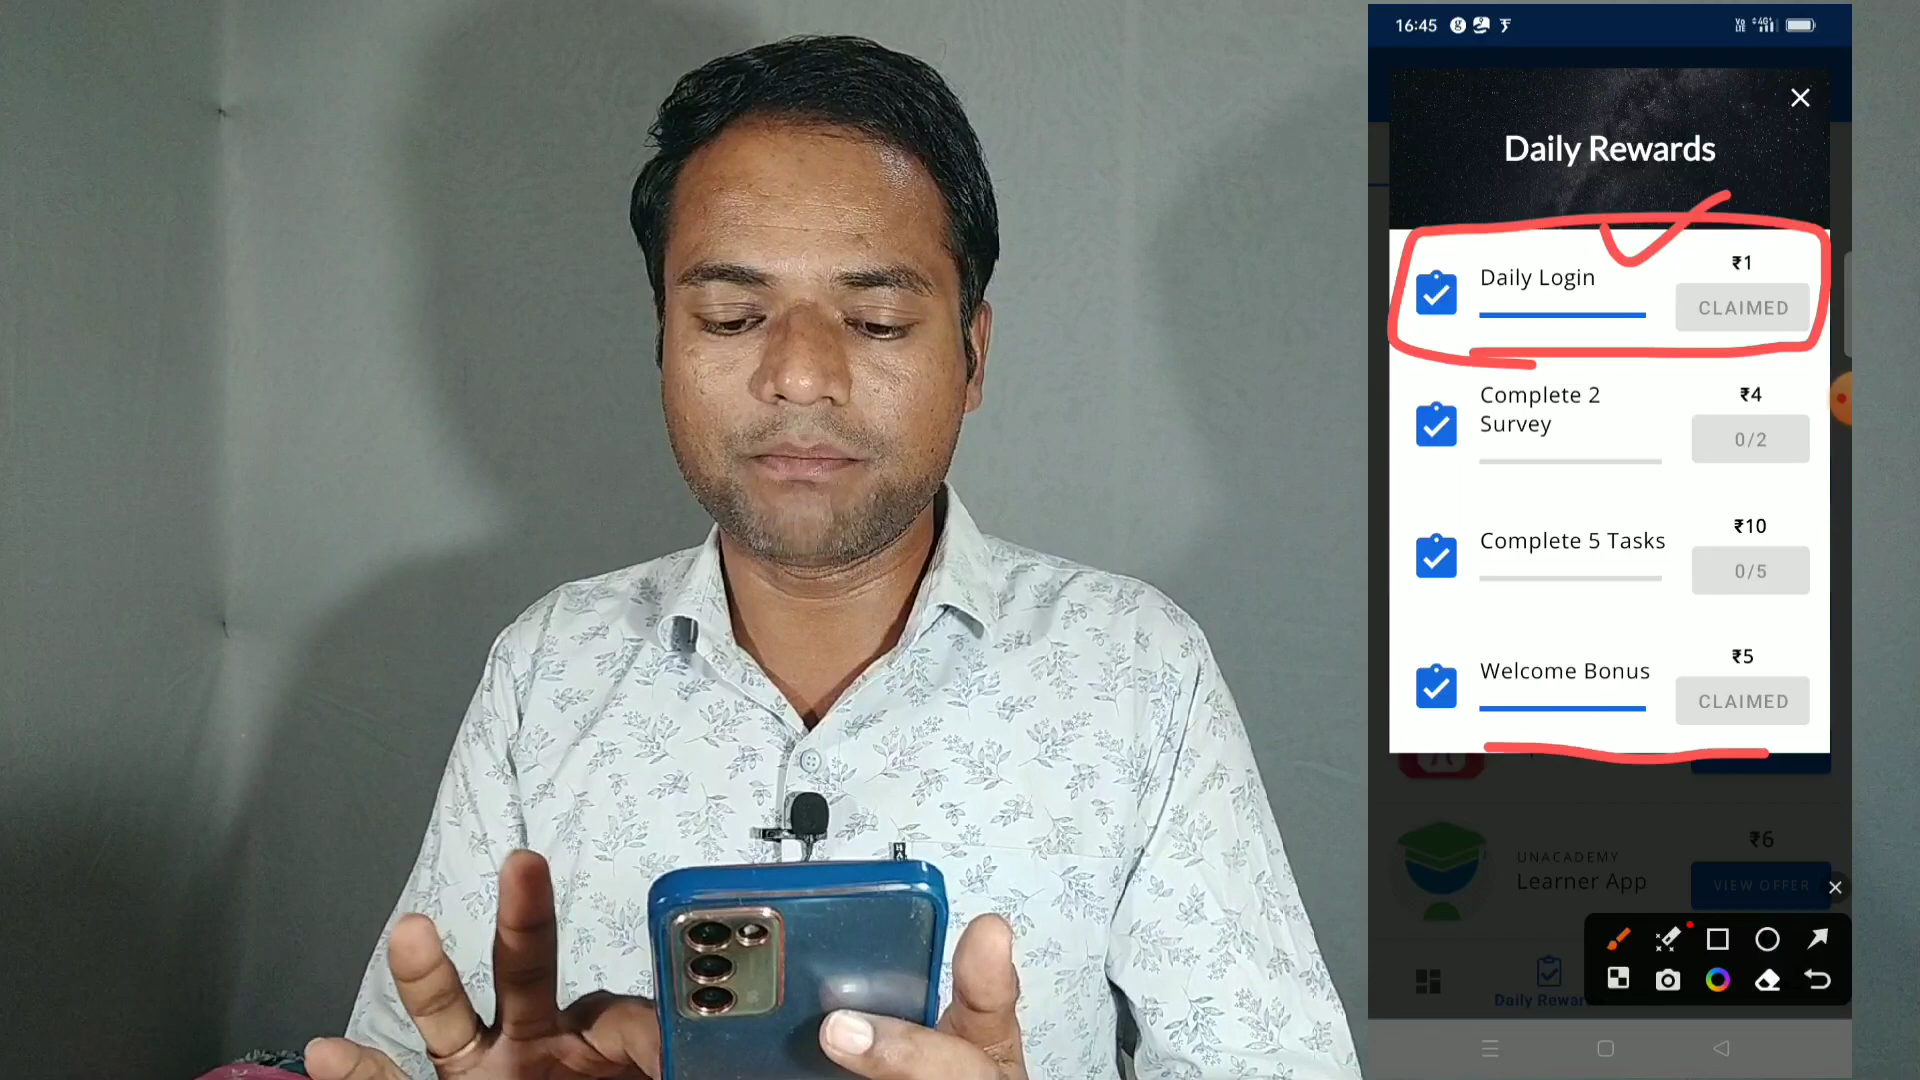 16:45
Daily Rewards
Daily Login
₹1
CLAIMED
Complete 2
Survey
₹4
0/2
Complete 5 Tasks
₹10
0/5
Welcome Bonus
₹5
CLAIMED
₹6
UNACADEMY
Learner App
VIEW OFFER
Daily Rewar